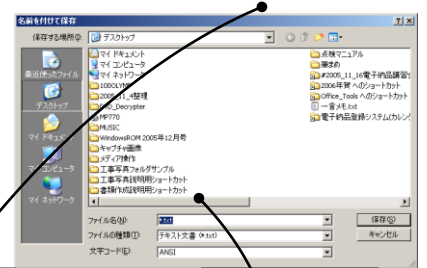 名前を付けて保存
保存する場所(I): デスクトップ
最近使ったファイル
デスクトップ
マイ ドキュメント
マイ コンピュータ
マイ ネットワーク
マイ ドキュメント
マイ コンピュータ
マイ ネットワーク
100OLYMP
2005_11_4整理
DVD_Decrypter
MP770
MUSIC
WindowsROM 2005年12月号
キャプチャ画像
メディア操作
工事写真フォルダサンプル
工事写真説明用ショートカット
書類作成説明用ショートカット
点検マニュアル
筆まめ
#2005_11_16電子納品講習
2006年賀 へのショートカット
Office_Tools へのショートカット
一言メモ.txt
電子納品登録システム(カレン
ファイル名(N): *.txt
保存(S)
ファイルの種類(T): テキスト文書 (*.txt)
キャンセル
文字コード(E): ANSI